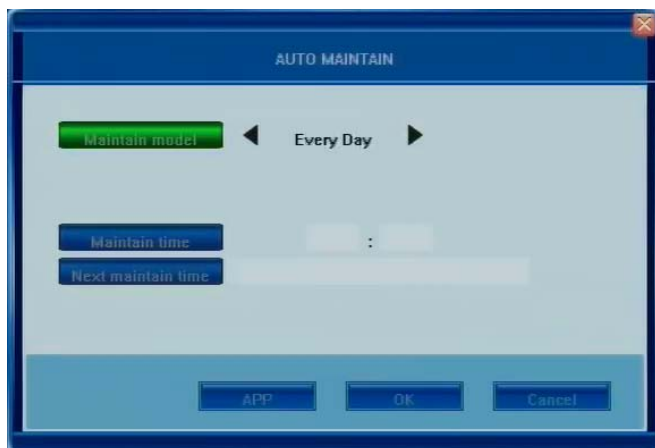 AUTO MAINTAIN
Maintain model Every Day
Maintain time :
Next maintain time
APP OK Cancel